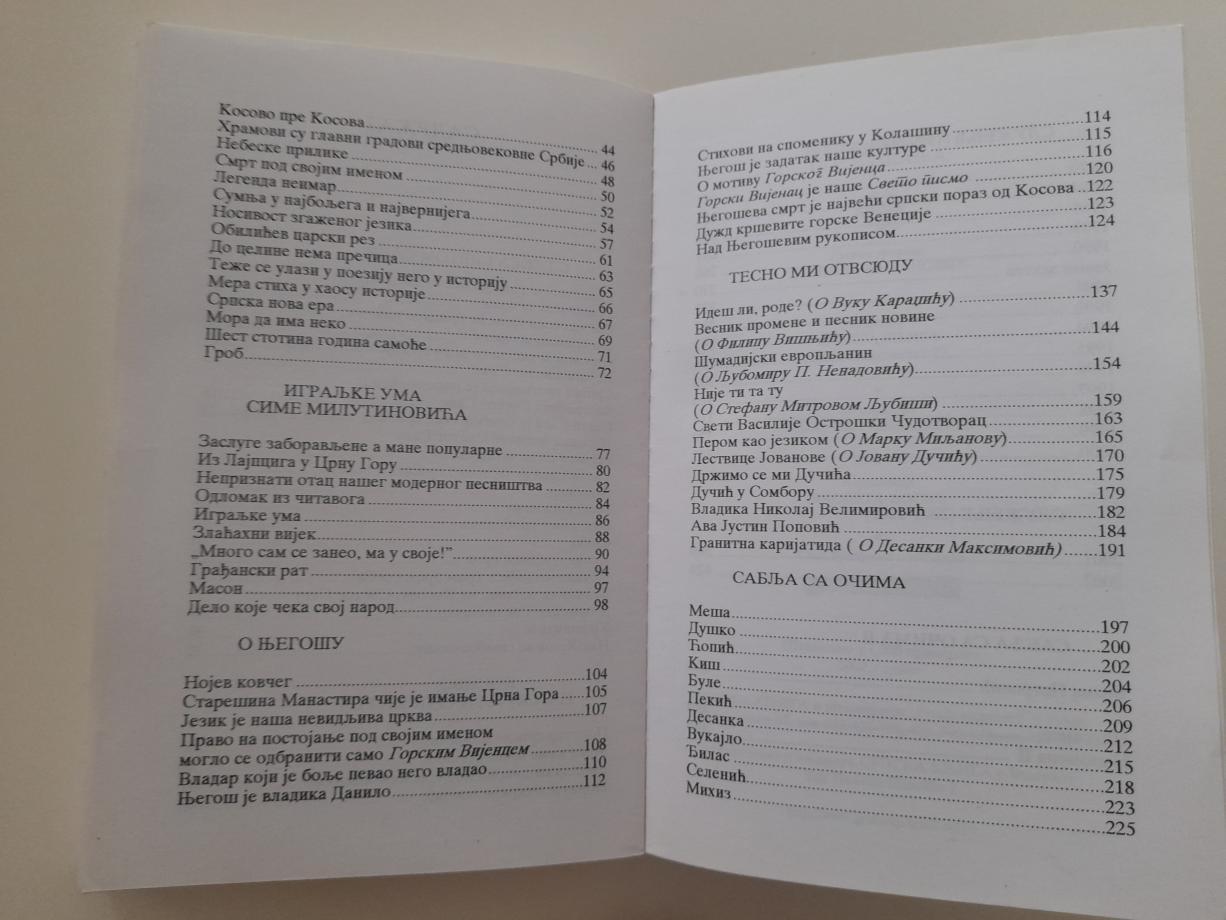 Косово пре Косова 44
Храмови су главни градови средњовековне Србије 46
Небеске прилике 48
Смрт под својим именом 50
Легенда неимар 52
Сумња у најбољега и највернијега 54
Носивост згаженог језика 57
Обилићев царски рез 61
До целине нема пречица 63
Теже се улази у поезију него у историју 65
Мера стиха у хаосу историје 66
Српска нова ера 67
Мора да има неко 69
Шест стотина година самоће 71
Гроб 72
ИГРАЉКЕ УМА
СИМЕ МИЛУТИНОВИЋА
Заслуге заборављене а мане популарне 77
Из Лајпцига у Црну Гору 80
Непризнати отац нашег модерног песништва 82
Одломак из читавога 84
Играљке ума 86
Злаћахни вијек 88
„Много сам се занео, ма у своје!” 90
Грађански рат 94
Масон 97
Дело које чека свој народ 98
О ЊЕГОШУ
Нојев ковчег 104
Старешина Манастира чије је имање Црна Гора 105
Језик је наша невидљива црква 107
Право на постојање под својим именом
могло се одбранити само Горским Вијенцем 108
Владар који је боље певао него владао 110
Његош је владика Данило 112
Стихови на споменику у Колашину 114
Његош је задатак наше културе 115
О мотиву Горског Вијенца 116
Горски Вијенац је наше Свето писмо 120
Његошева смрт је највећи српски пораз од Косова 122
Дужд кршевите горске Венеције 123
Над Његошевим рукописом 124
ТЕСНО МИ ОТВСЮДУ
Идеш ли, роде? (О Вуку Караџићу) 137
Весник промене и песник новине
(О Филипу Вишњићу) 144
Шумадијски европљанин
(О Љубомиру П. Ненадовићу) 154
Није ти та ту
(О Стефану Митровом Љубиши) 159
Свети Василије Острошки Чудотворац 163
Пером као језиком (О Марку Миљанову) 165
Лествице Јованове (О Јовану Дучићу) 170
Држимо се ми Дучића 175
Дучић у Сомбору 179
Владика Николај Велимировић 182
Ава Јустин Поповић 184
Гранитна каријатида ( О Десанки Максимовић) 191
САБЉА СА ОЧИМА
Меша 197
Душко 200
Ћопић 202
Киш 204
Буле 206
Пекић 209
Десанка 212
Вукајло 215
Ђилас 218
Селенић 223
Михиз 225